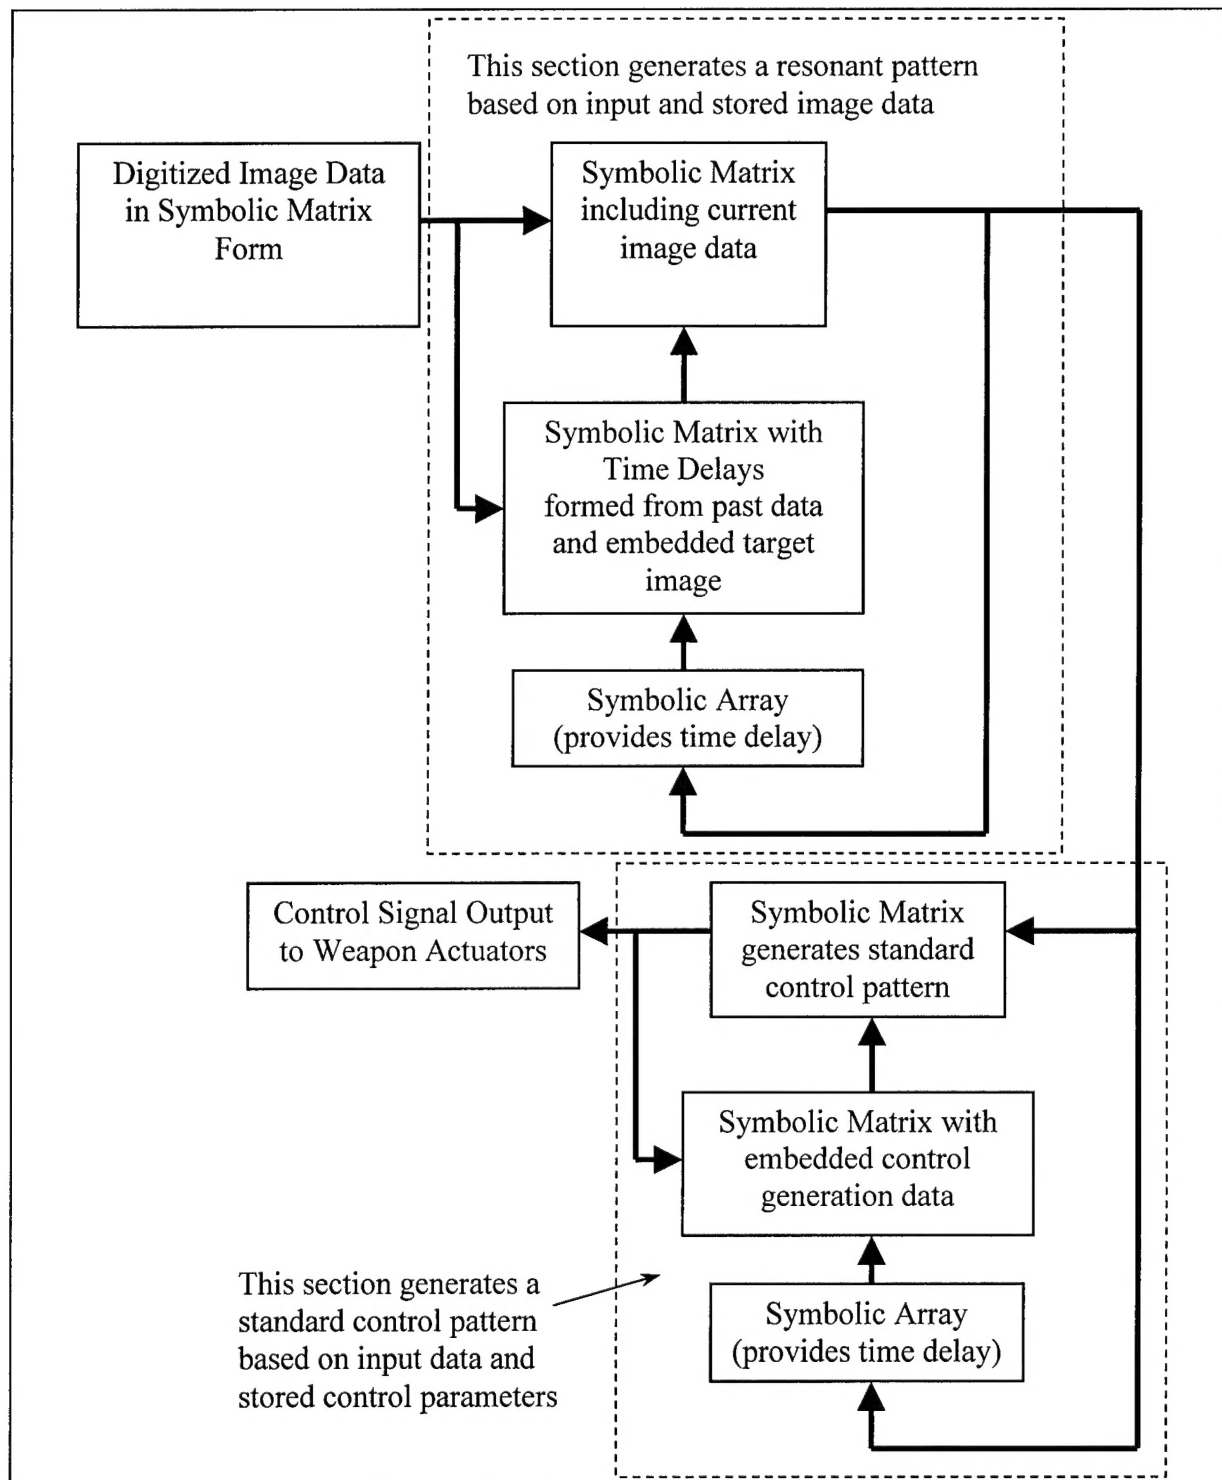 This section generates a resonant pattern
based on input and stored image data
Digitized Image Data
in Symbolic Matrix
Form
Symbolic Matrix
including current
image data
Symbolic Matrix with
Time Delays
formed from past data
and embedded target
image
Symbolic Array
(provides time delay)
Control Signal Output
to Weapon Actuators
Symbolic Matrix
generates standard
control pattern
Symbolic Matrix with
embedded control
generation data
This section generates a
standard control pattern
based on input data and
stored control parameters
Symbolic Array
(provides time delay)